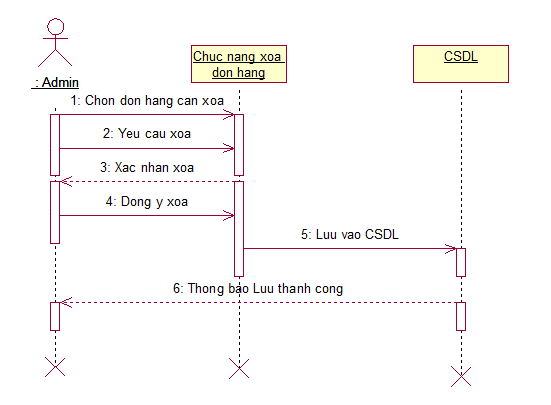 Chuc nang xoa
don hang
CSDL
: Admin
1: Chon don hang can xoa
2: Yeu cau xoa
3: Xac nhan xoa
4: Dong y xoa
5: Luu vao CSDL
6: Thong bao Luu thanh cong